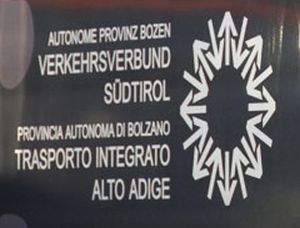 AUTONOME PROVINZ BOZEN
VERKEHRSVERBUND
SÜDTIROL
PROVINCIA AUTONOMA DI BOLZANO
TRASPORTO INTEGRATO
ALTO ADIGE